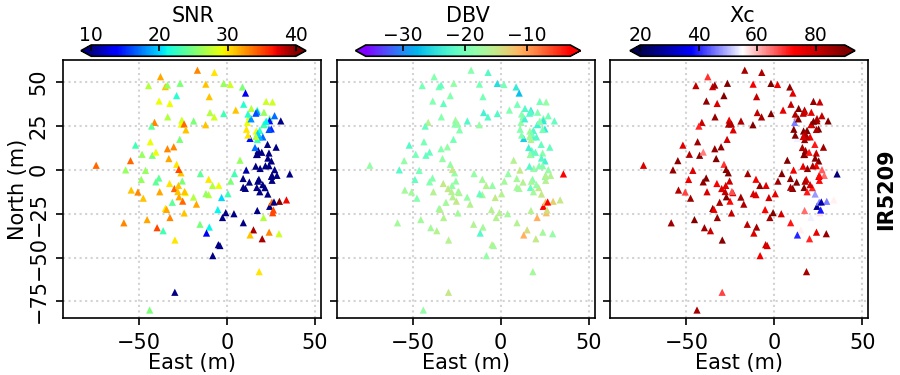 SNR DBV Xc
10 20 30 40 −30 −20 −10 20 40 60 80
50
25
0
−25
−50
−75
North (m)
−50 0 50 −50 0 50 −50 0 50
East (m) East (m) East (m)
IR5209